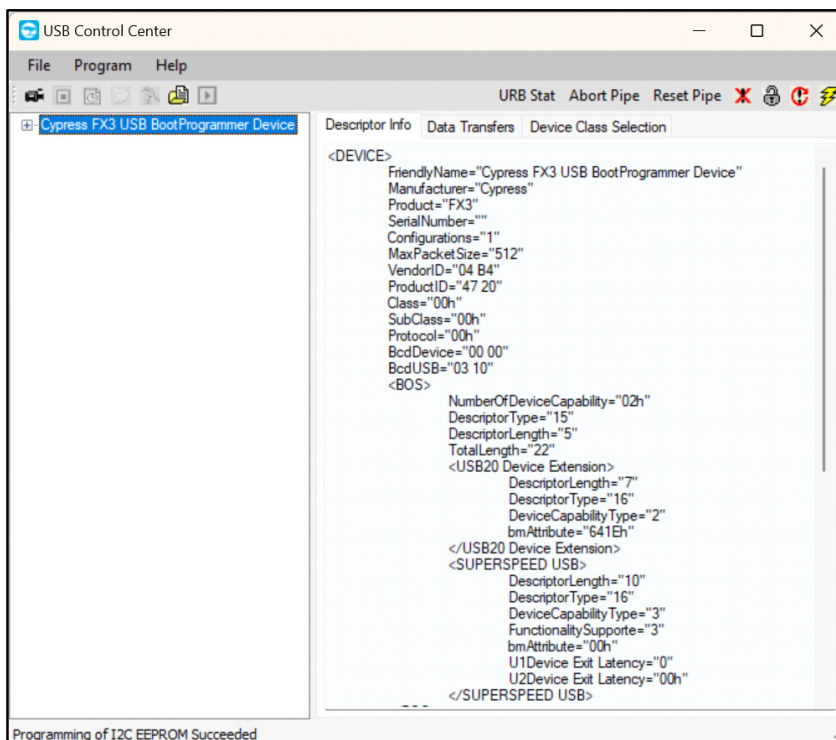 USB Control Center
File Program Help
URB Stat Abort Pipe Reset Pipe
Cypress FX3 USB BootProgrammer Device
Descriptor Info Data Transfers Device Class Selection
<DEVICE>
FriendlyName="Cypress FX3 USB BootProgrammer Device"
Manufacturer="Cypress"
Product="FX3"
SerialNumber=""
Configurations="1"
MaxPacketSize="512"
VendorID="04 B4"
ProductID="47 20"
Class="00h"
SubClass="00h"
Protocol="00h"
BcdDevice="00 00"
BcdUSB="03 10"
<BOS>
NumberOfDeviceCapability="02h"
DescriptorType="15"
DescriptorLength="5"
TotalLength="22"
<USB20 Device Extension>
DescriptorLength="7"
DescriptorType="16"
DeviceCapabilityType="2"
bmAttribute="641Eh"
</USB20 Device Extension>
<SUPERSPEED USB>
DescriptorLength="10"
DescriptorType="16"
DeviceCapabilityType="3"
FunctionalitySupporte="3"
bmAttribute="00h"
U1Device Exit Latency="0"
U2Device Exit Latency="00h"
</SUPERSPEED USB>
Programming of I2C EEPROM Succeeded